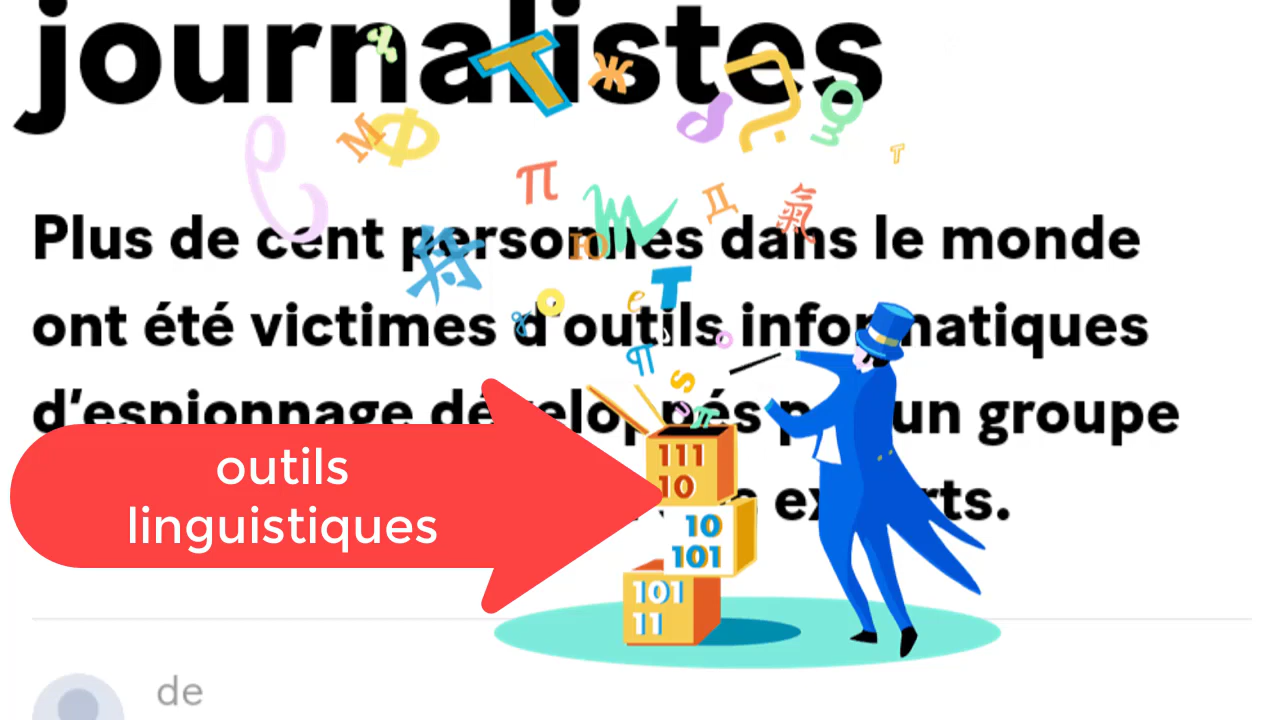 journalistes
Plus de cent personnes dans le monde
ont été victimes d'outils informatiques
d'espionnage développés par un groupe
experts.
outils
linguistiques
111
10
10
101
101
11
de